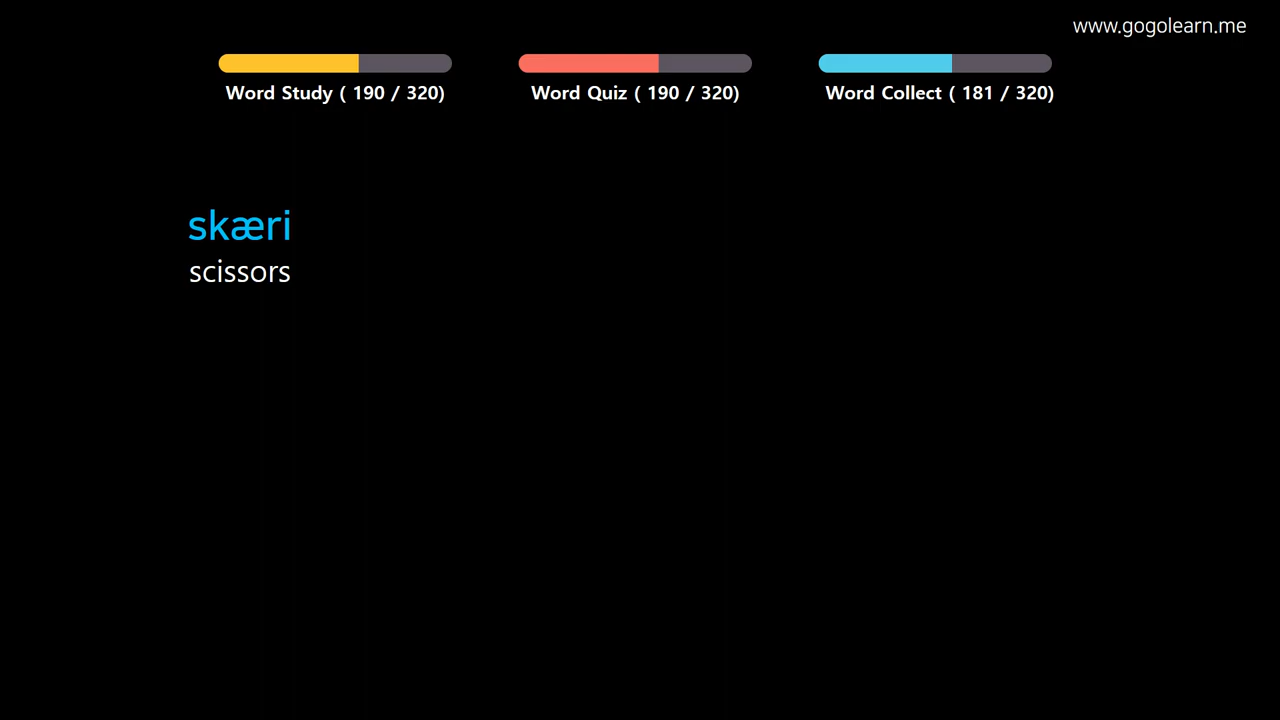 www.gogolearn.me
Word Study ( 190 / 320)
Word Quiz ( 190 / 320)
Word Collect ( 181 / 320)
skæri
scissors